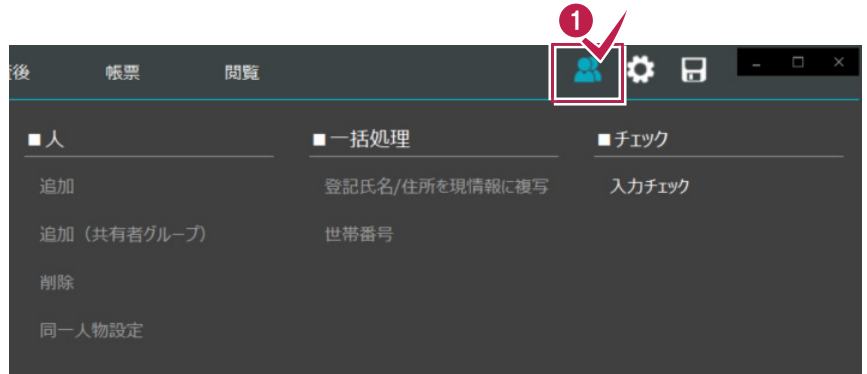 1
後 帳票 閲覧
■人 ■一括処理 ■チェック
追加 登記氏名/住所を現情報に複写 入力チェック
追加（共有者グループ） 世帯番号
削除
同一人物設定